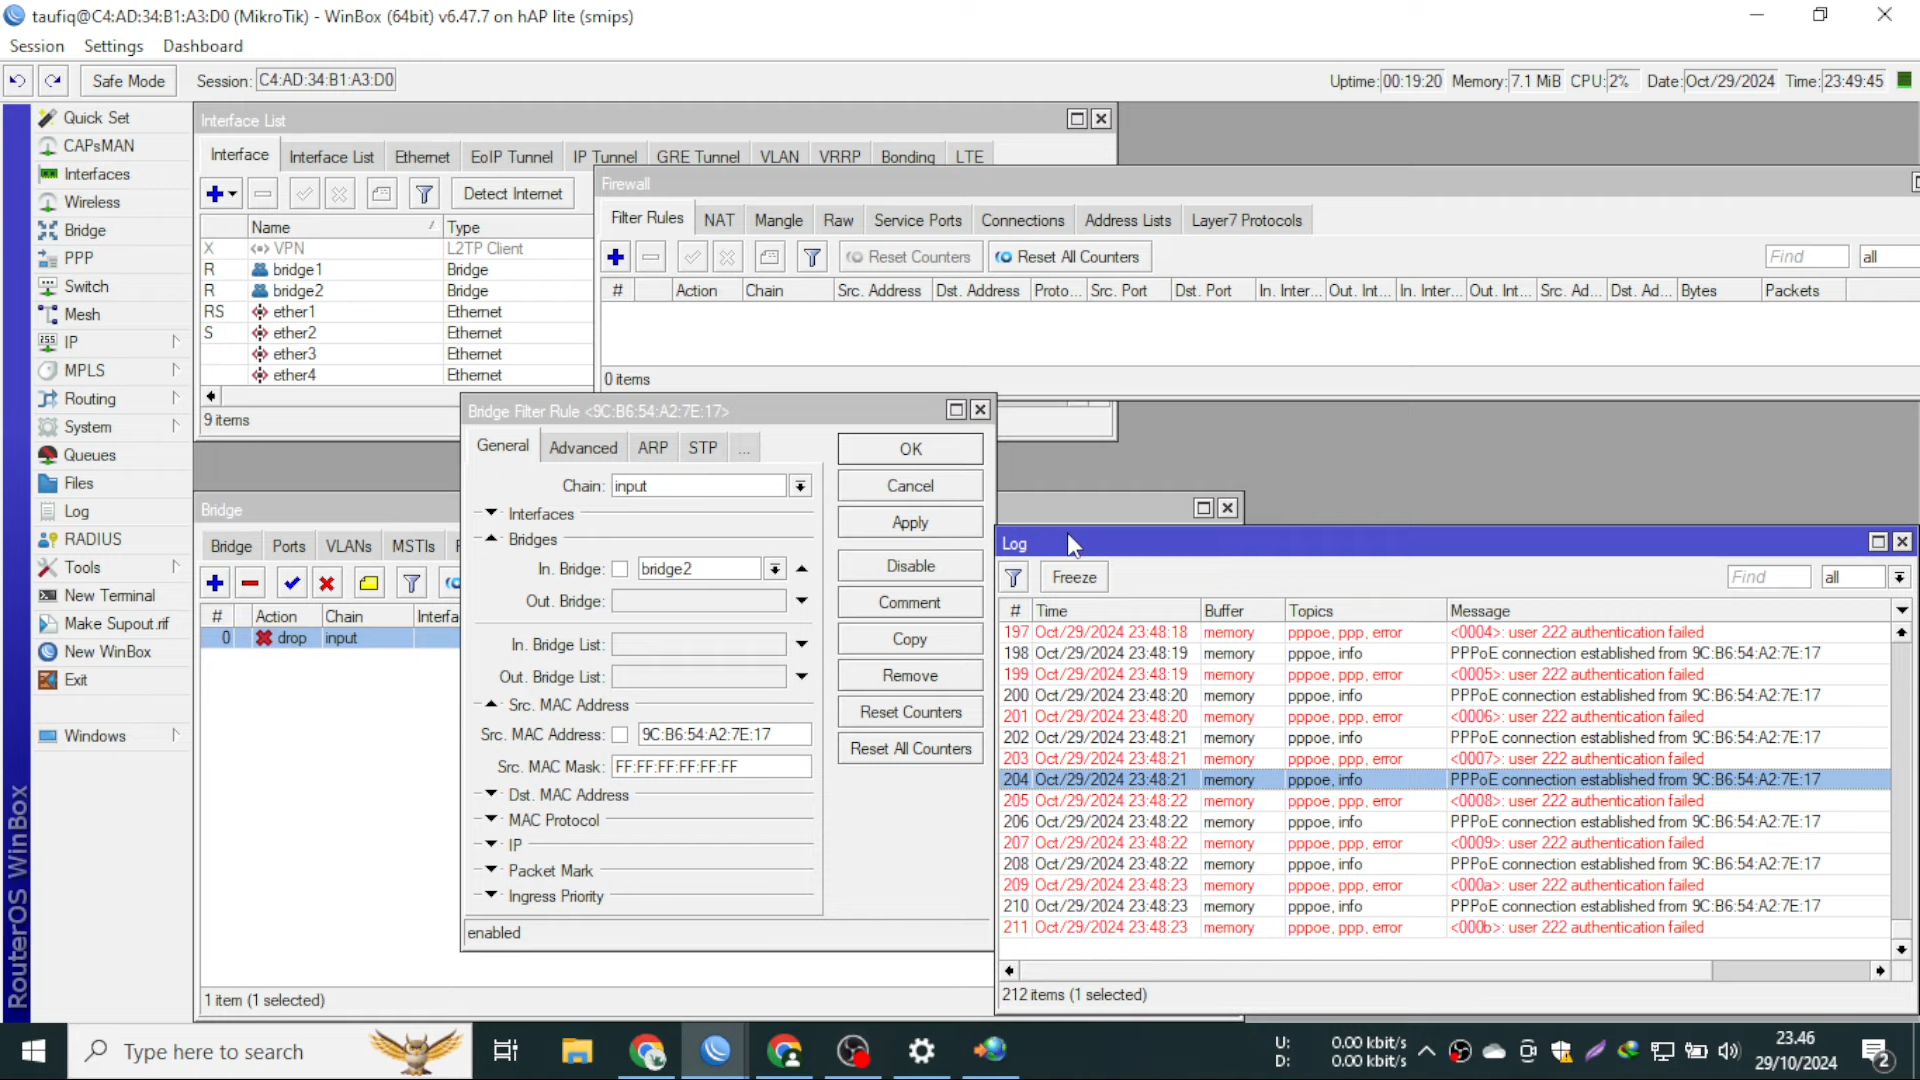 taufiq@C4:AD:34:B1:A3:D0 (MikroTik) - WinBox (64bit) v6.47.7 on hAP lite (smips)
Session Settings Dashboard
Safe Mode Session: C4:AD:34:B1:A3:D0 Uptime: 00:19:20 Memory: 7.1 MiB CPU: 2% Date: Oct/29/2024 Time: 23:49:45
Quick Set
CAPsMAN
Interfaces
Wireless
Bridge
PPP
Switch
Mesh
IP
MPLS
Routing
System
Queues
Files
Log
RADIUS
Tools
New Terminal
Make Supout.rif
New WinBox
Exit
Windows
RouterOS WinBox
Interface List
Interface Interface List Ethernet EoIP Tunnel IP Tunnel GRE Tunnel VLAN VRRP Bonding LTE
Detect Internet
Name Type
X VPN L2TP Client
R bridge1 Bridge
R bridge2 Bridge
RS ether1 Ethernet
S ether2 Ethernet
ether3 Ethernet
ether4 Ethernet
9 items
Firewall
Filter Rules NAT Mangle Raw Service Ports Connections Address Lists Layer7 Protocols
Reset Counters Reset All Counters Find all
# Action Chain Src. Address Dst. Address Proto... Src. Port Dst. Port In. Inter... Out. Int... In. Inter... Out. Int... Src. Ad... Dst. Ad... Bytes Packets
0 items
Bridge
Bridge Ports VLANs MSTIs
# Action Chain Interfa
0 drop input
1 item (1 selected)
Bridge Filter Rule <9C:B6:54:A2:7E:17>
General Advanced ARP STP ...
Chain: input
Interfaces
Bridges
In. Bridge: bridge2
Out. Bridge:
In. Bridge List:
Out. Bridge List:
Src. MAC Address
Src. MAC Address: 9C:B6:54:A2:7E:17
Src. MAC Mask: FF:FF:FF:FF:FF:FF
Dst. MAC Address
MAC Protocol
IP
Packet Mark
Ingress Priority
enabled
OK
Cancel
Apply
Disable
Comment
Copy
Remove
Reset Counters
Reset All Counters
Log
Freeze Find all
# Time Buffer Topics Message
197 Oct/29/2024 23:48:18 memory pppoe, ppp, error <0004>: user 222 authentication failed
198 Oct/29/2024 23:48:19 memory pppoe, info PPPoE connection established from 9C:B6:54:A2:7E:17
199 Oct/29/2024 23:48:19 memory pppoe, ppp, error <0005>: user 222 authentication failed
200 Oct/29/2024 23:48:20 memory pppoe, info PPPoE connection established from 9C:B6:54:A2:7E:17
201 Oct/29/2024 23:48:20 memory pppoe, ppp, error <0006>: user 222 authentication failed
202 Oct/29/2024 23:48:21 memory pppoe, info PPPoE connection established from 9C:B6:54:A2:7E:17
203 Oct/29/2024 23:48:21 memory pppoe, ppp, error <0007>: user 222 authentication failed
204 Oct/29/2024 23:48:21 memory pppoe, info PPPoE connection established from 9C:B6:54:A2:7E:17
205 Oct/29/2024 23:48:22 memory pppoe, ppp, error <0008>: user 222 authentication failed
206 Oct/29/2024 23:48:22 memory pppoe, info PPPoE connection established from 9C:B6:54:A2:7E:17
207 Oct/29/2024 23:48:22 memory pppoe, ppp, error <0009>: user 222 authentication failed
208 Oct/29/2024 23:48:22 memory pppoe, info PPPoE connection established from 9C:B6:54:A2:7E:17
209 Oct/29/2024 23:48:23 memory pppoe, ppp, error <000a>: user 222 authentication failed
210 Oct/29/2024 23:48:23 memory pppoe, info PPPoE connection established from 9C:B6:54:A2:7E:17
211 Oct/29/2024 23:48:23 memory pppoe, ppp, error <000b>: user 222 authentication failed
212 items (1 selected)
Type here to search
U: 0.00 kbit/s
D: 0.00 kbit/s
23.46
29/10/2024
2